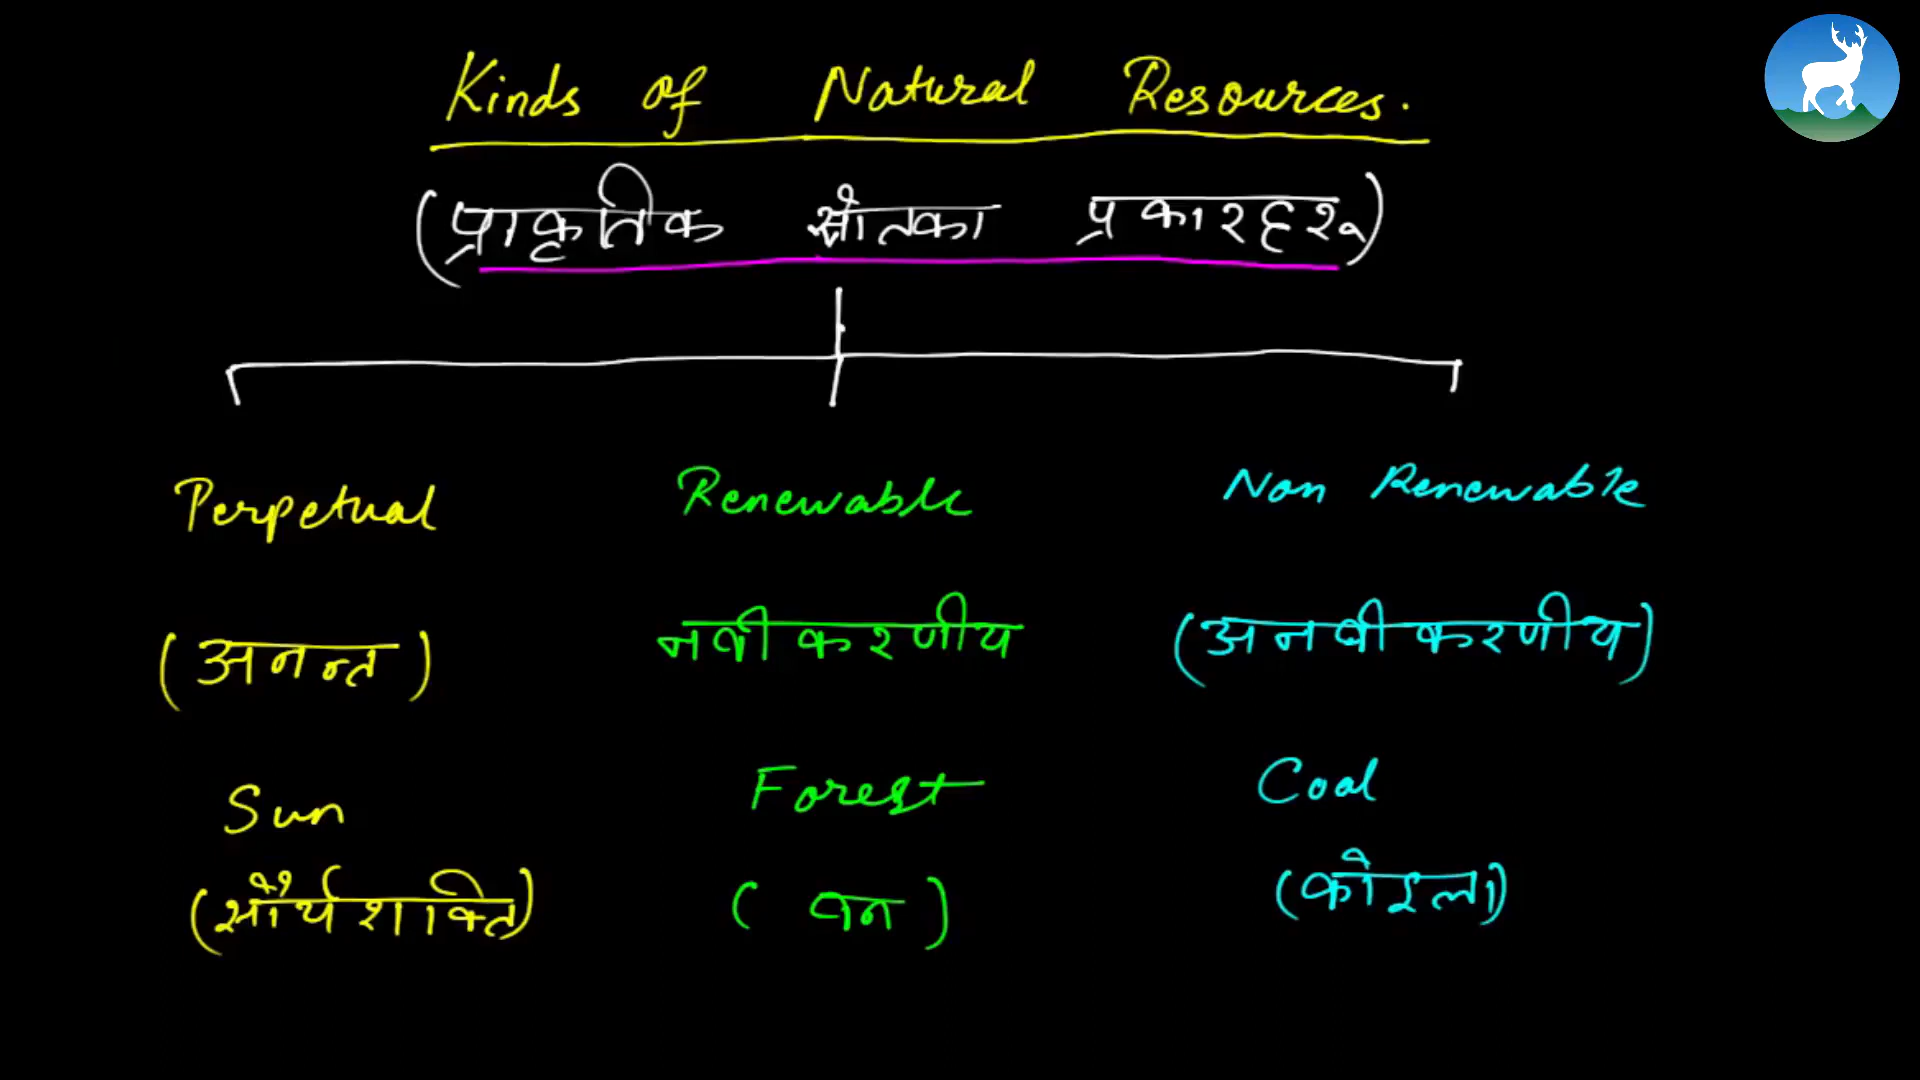 Kinds of Natural Resources.
(प्राकृतिक स्रोतका प्रकारहरू)
Perpetual Renewable Non Renewable
(अनन्त) नवीकरणीय (अनवीकरणीय)
Sun Forest Coal
(सौर्य शक्ति) (वन) (कोइला)